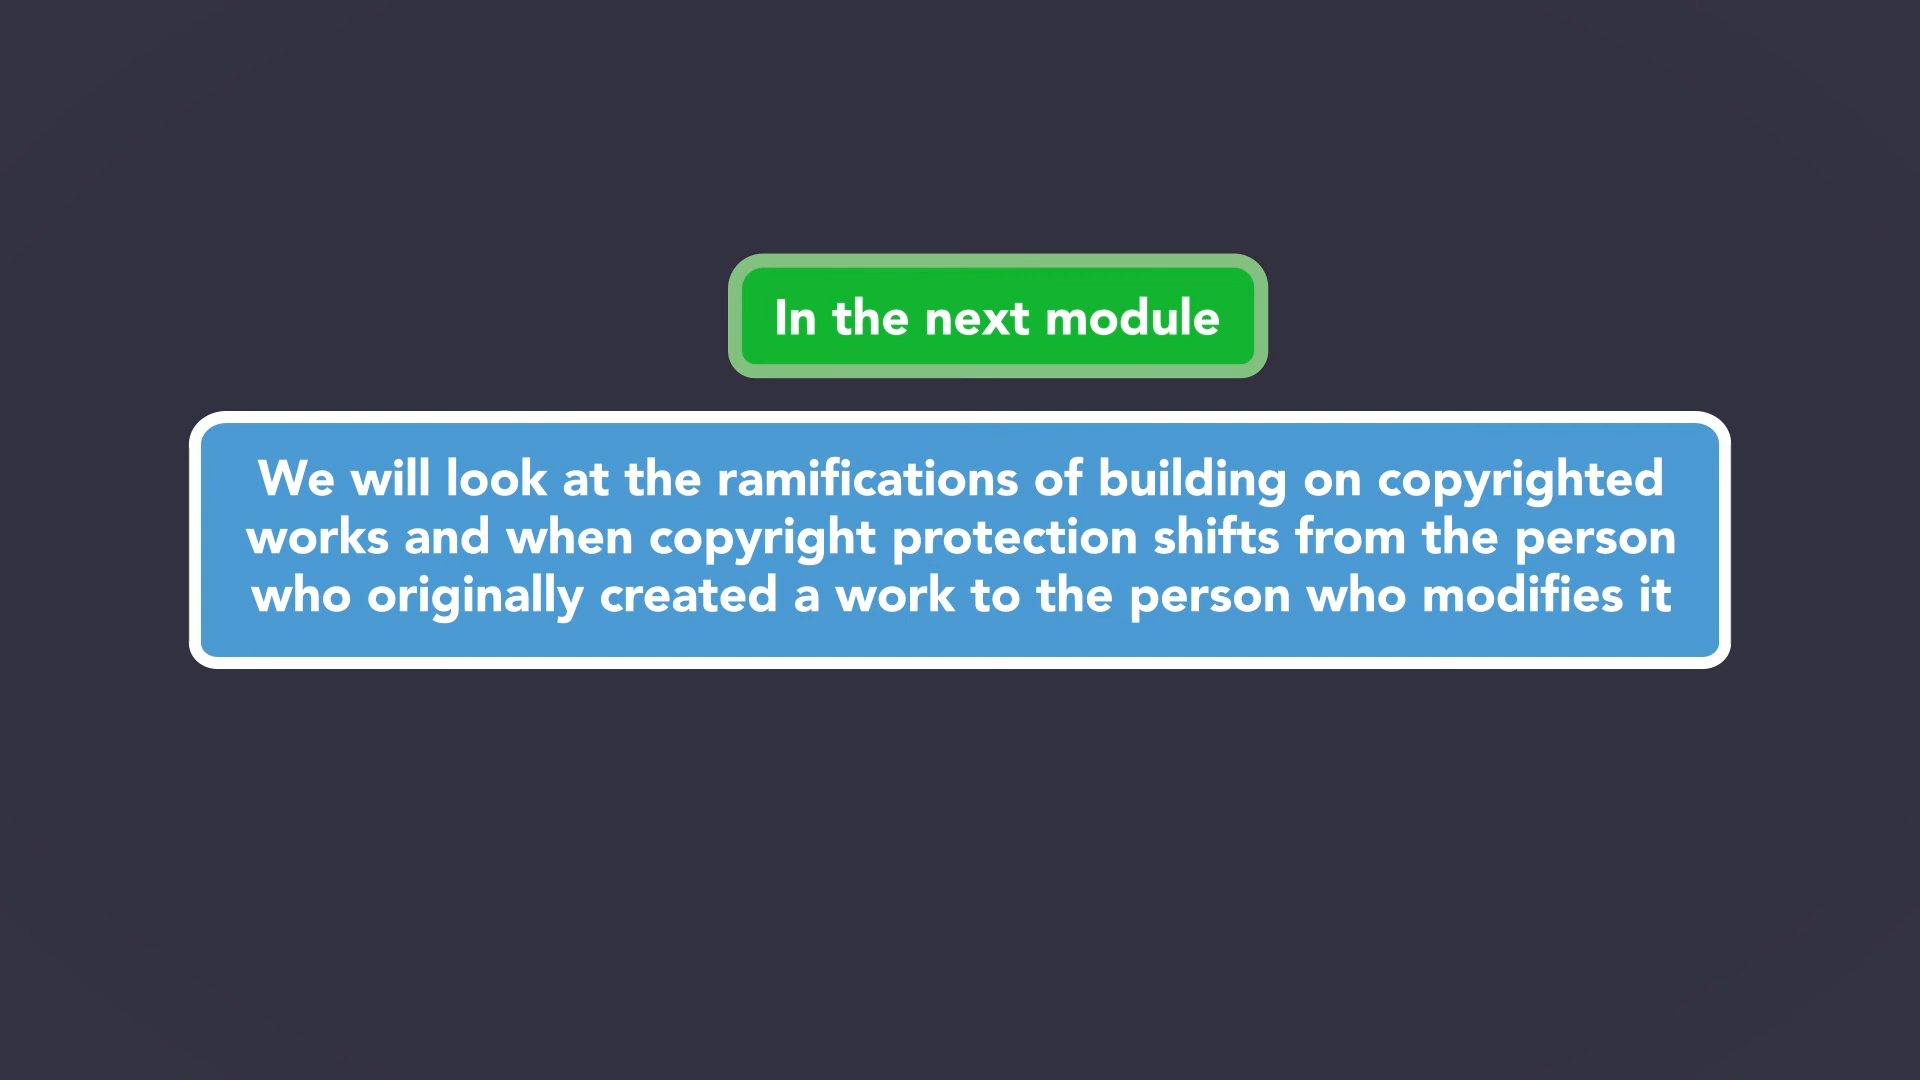 In the next module
We will look at the ramifications of building on copyrighted
works and when copyright protection shifts from the person
who originally created a work to the person who modifies it